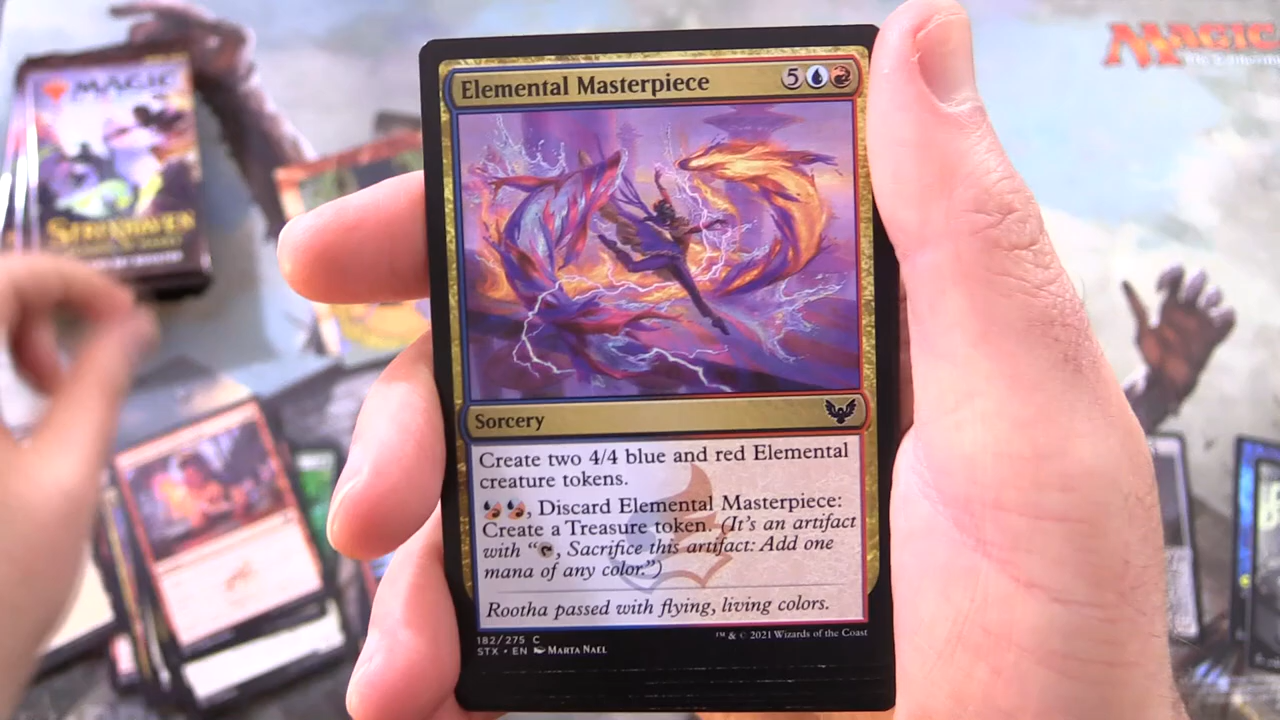 MAGIC
MAGIC
STRIXHAVEN
Elemental Masterpiece 5
Sorcery
Create two 4/4 blue and red Elemental
creature tokens.
, Discard Elemental Masterpiece:
Create a Treasure token. (It's an artifact
with “, Sacrifice this artifact: Add one
mana of any color.”)
Rootha passed with flying, living colors.
182/275 C
STX • EN MARTA NAEL
™ & © 2021 Wizards of the Coast